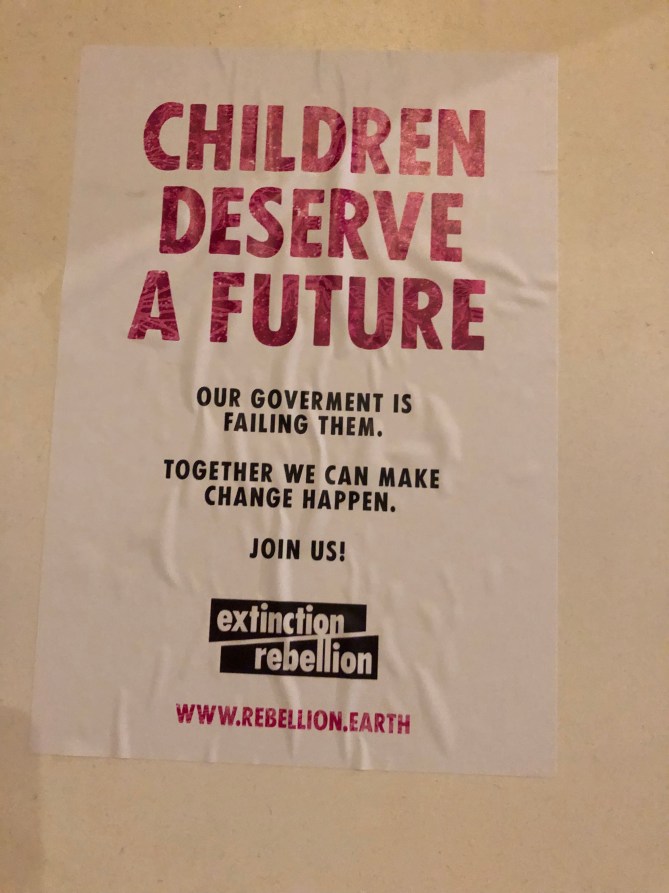 CHILDREN
DESERVE
A FUTURE
OUR GOVERMENT IS
FAILING THEM.
TOGETHER WE CAN MAKE
CHANGE HAPPEN.
JOIN US!
extinction
rebellion
WWW.REBELLION.EARTH